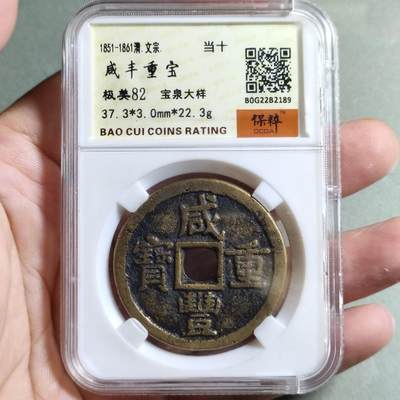 1851-1861清.文宗 当十
咸丰重宝
极美82 宝泉大样
37.3*3.0mm*22.3g
BAO CUI COINS RATING
B0G22B2189
保粹
OCDA
咸
豐
重
寶